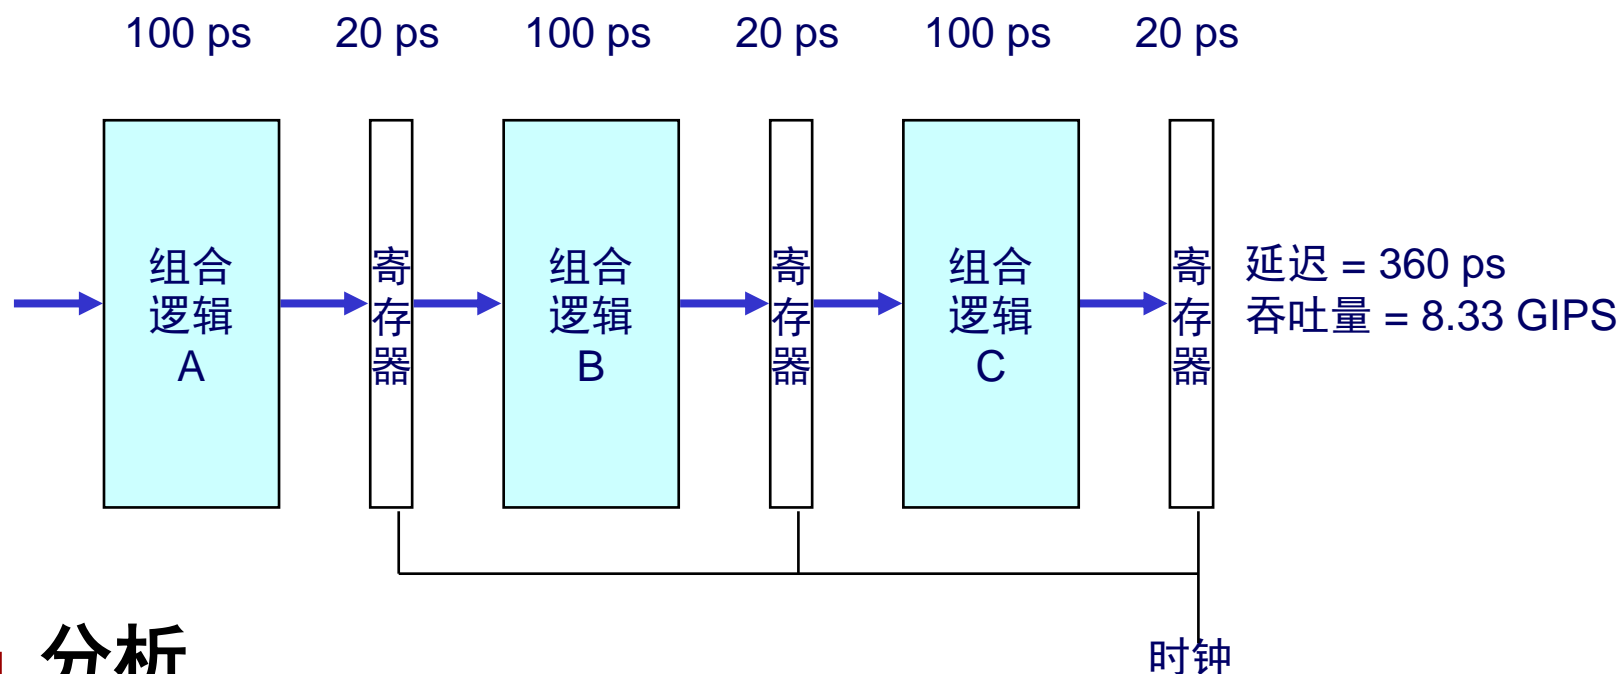 100 ps 20 ps 100 ps 20 ps 100 ps 20 ps
组合
逻辑
A
寄
存
器
组合
逻辑
B
寄
存
器
组合
逻辑
C
寄
存
器
延迟 = 360 ps
吞吐量 = 8.33 GIPS
时钟
分析